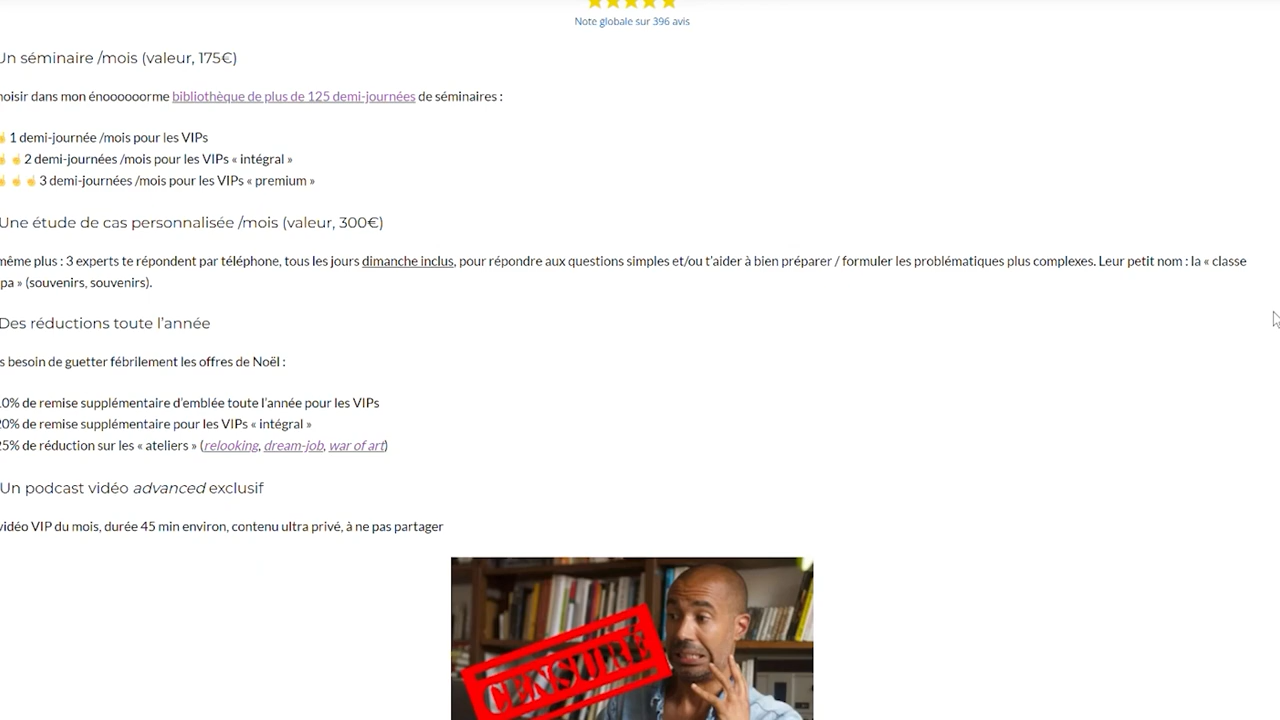 Note globale sur 396 avis
Un séminaire /mois (valeur, 175€)
hoisir dans mon énoooooorme bibliothèque de plus de 125 demi-journées de séminaires :
1 demi-journée /mois pour les VIPs
2 demi-journées /mois pour les VIPs « intégral »
3 demi-journées /mois pour les VIPs « premium »
Une étude de cas personnalisée /mois (valeur, 300€)
même plus : 3 experts te répondent par téléphone, tous les jours dimanche inclus, pour répondre aux questions simples et/ou t’aider à bien préparer / formuler les problématiques plus complexes. Leur petit nom : la « classe
pa » (souvenirs, souvenirs).
Des réductions toute l’année
s besoin de guetter fébrilement les offres de Noël :
10% de remise supplémentaire d’emblée toute l’année pour les VIPs
20% de remise supplémentaire pour les VIPs « intégral »
25% de réduction sur les « ateliers » (relooking, dream-job, war of art)
Un podcast vidéo advanced exclusif
vidéo VIP du mois, durée 45 min environ, contenu ultra privé, à ne pas partager
CENSURÉ